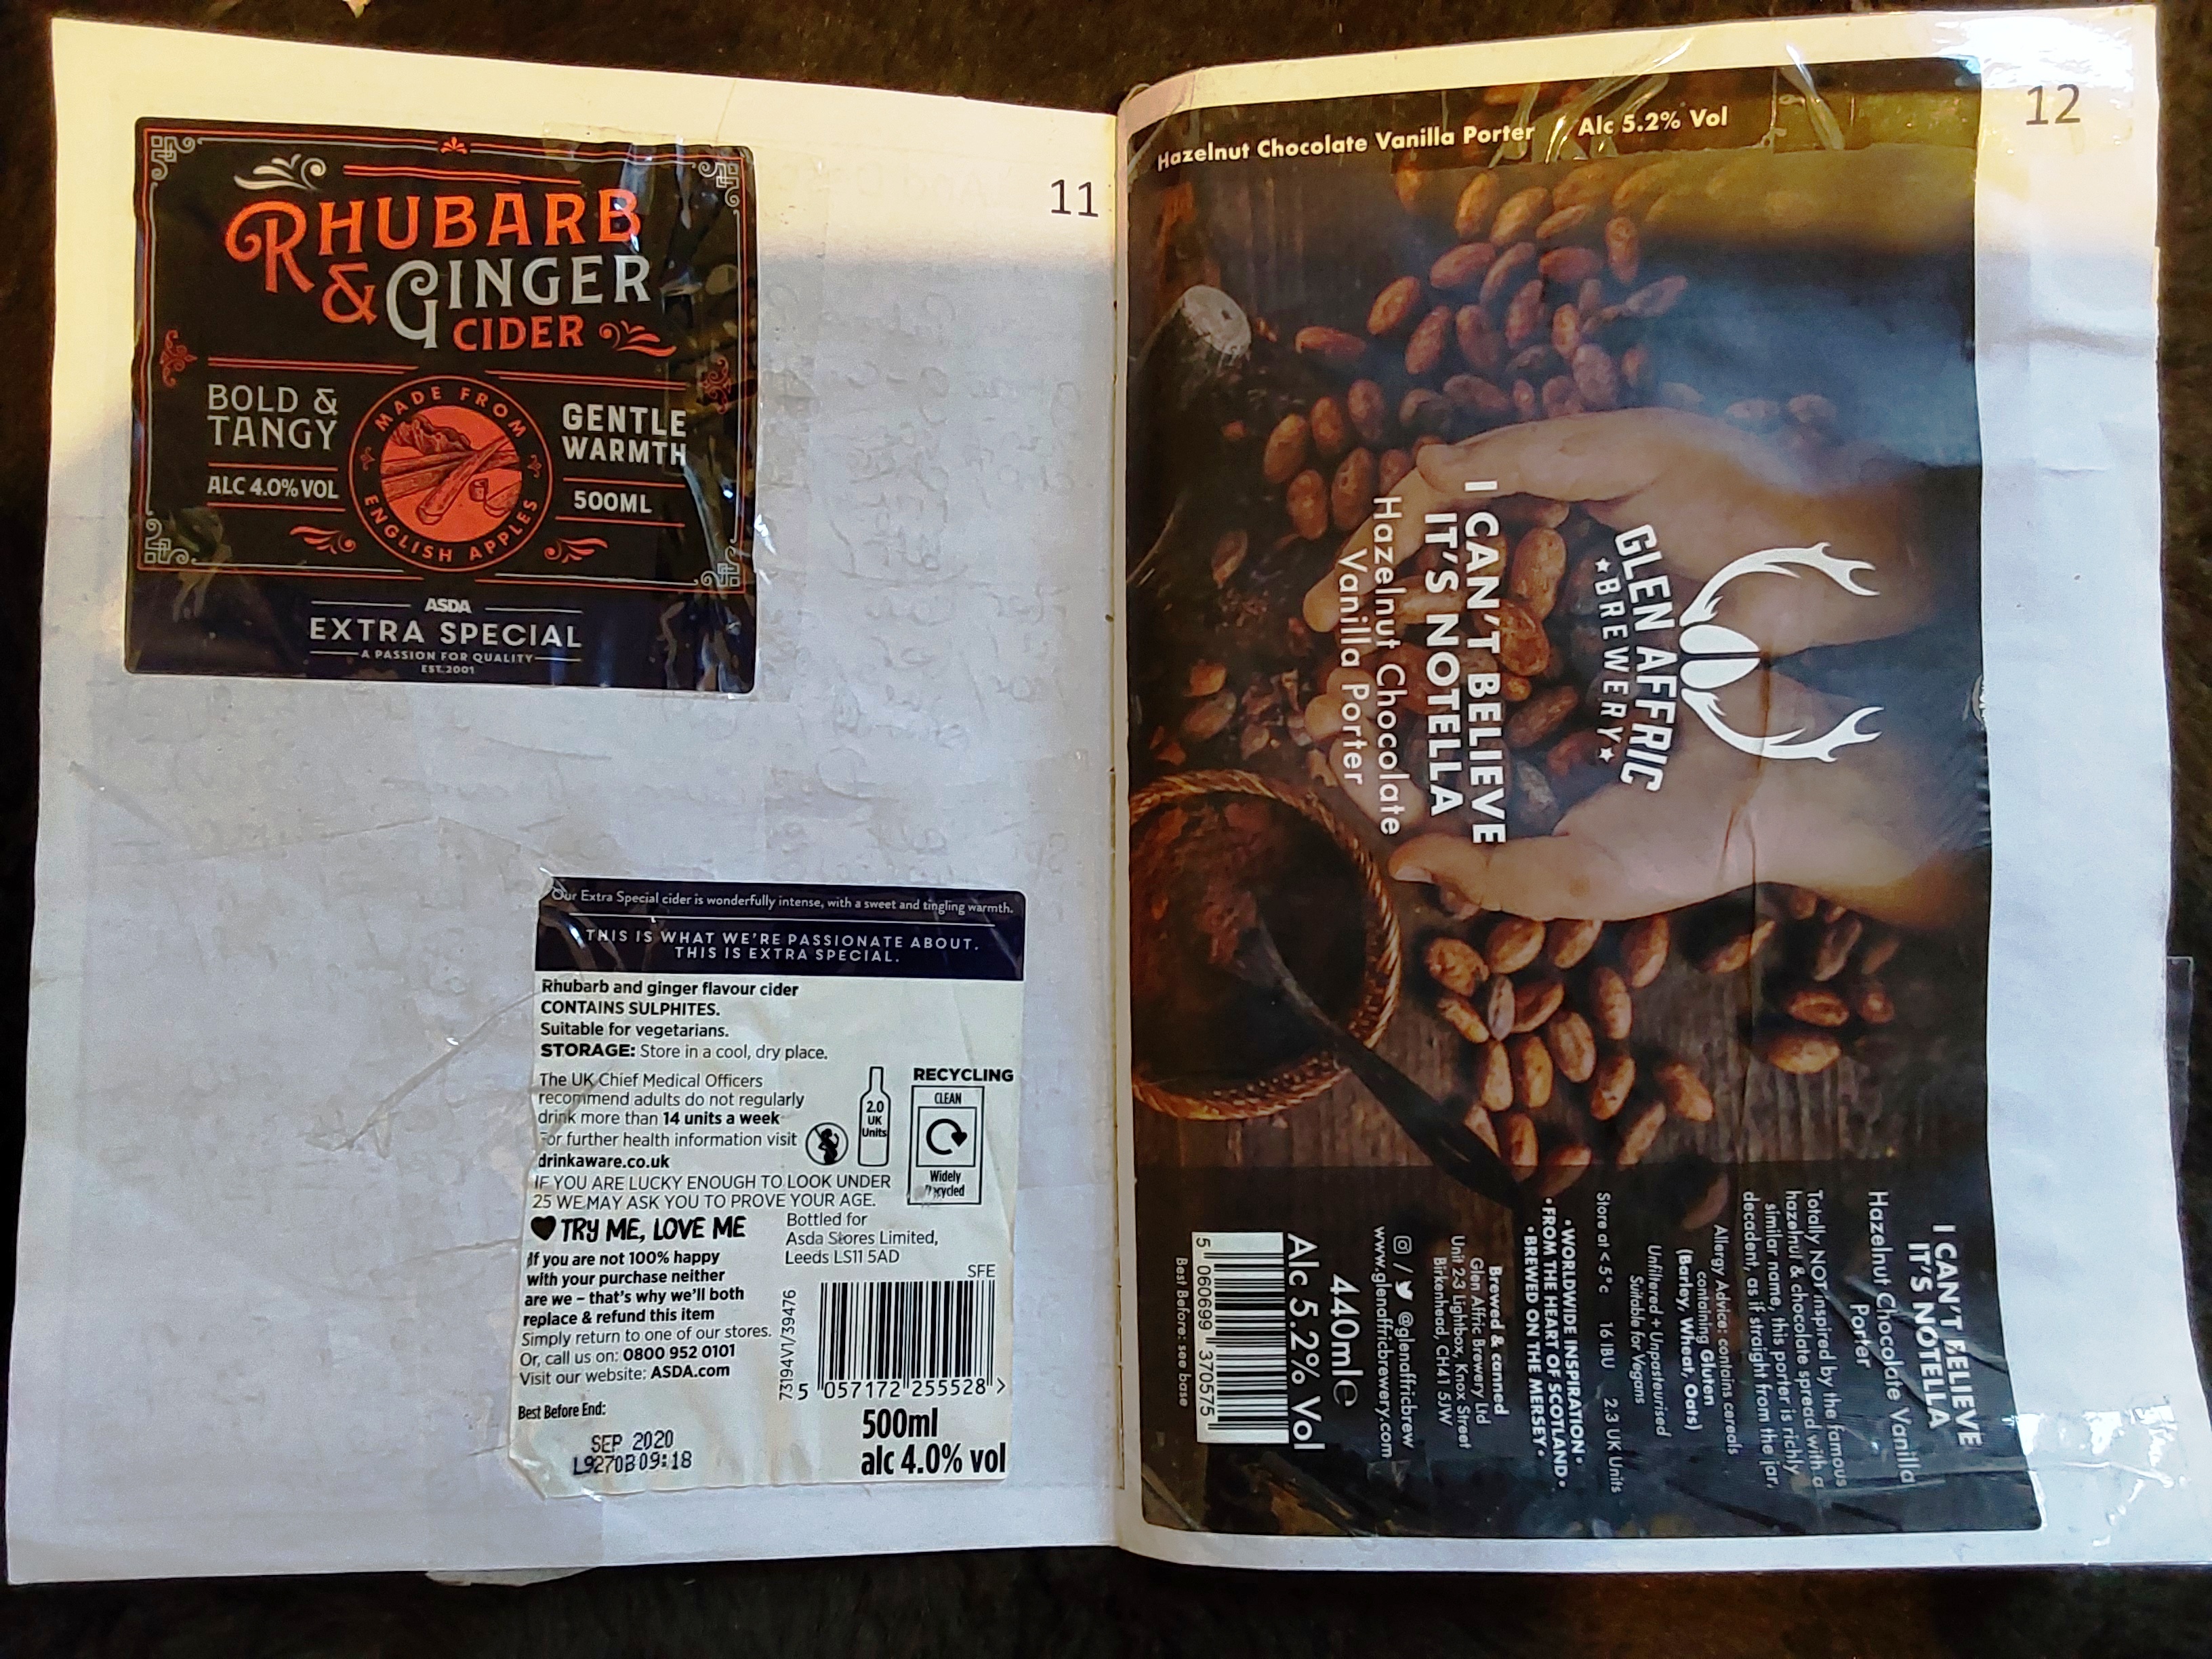 11
RHUBARB
& GINGER
CIDER
BOLD &
TANGY
ALC 4.0% VOL
MADE FROM
ENGLISH APPLES
GENTLE
WARMTH
500ML
ASDA
EXTRA SPECIAL
A PASSION FOR QUALITY
EST. 2001
Our Extra Special cider is wonderfully intense, with a sweet and tingling warmth.
THIS IS WHAT WE'RE PASSIONATE ABOUT.
THIS IS EXTRA SPECIAL.
Rhubarb and ginger flavour cider
CONTAINS SULPHITES.
Suitable for vegetarians.
STORAGE: Store in a cool, dry place.
The UK Chief Medical Officers
recommend adults do not regularly
drink more than 14 units a week
For further health information visit
drinkaware.co.uk
2.0
UK
Units
RECYCLING
CLEAN
Widely
Recycled
IF YOU ARE LUCKY ENOUGH TO LOOK UNDER
25 WE MAY ASK YOU TO PROVE YOUR AGE.
TRY ME, LOVE ME
If you are not 100% happy
with your purchase neither
are we – that's why we'll both
replace & refund this item
Simply return to one of our stores.
Or, call us on: 0800 952 0101
Visit our website: ASDA.com
Bottled for
Asda Stores Limited,
Leeds LS11 5AD
SFE
73194V1/39476
5 057172 255528 >
Best Before End:
SEP 2020
L9270B 09:18
500ml
alc 4.0% vol
12
Hazelnut Chocolate Vanilla Porter / Alc 5.2% Vol
GLEN AFFRIC
★BREWERY★
I CAN'T BELIEVE
IT'S NOTELLA
Hazelnut Chocolate
Vanilla Porter
I CAN'T BELIEVE
IT'S NOTELLA
Hazelnut Chocolate Vanilla
Porter
Totally NOT inspired by the famous
hazelnut & chocolate spread with a
similar name, this porter is richly
decadent, as if straight from the jar.
Allergy Advice: contains cereals
containing Gluten
(Barley, Wheat, Oats)
Unfiltered + Unpasteurised
Suitable for Vegans
Store at <5°c 16 IBU 2.3 UK Units
•WORLDWIDE INSPIRATION•
•FROM THE HEART OF SCOTLAND•
•BREWED ON THE MERSEY•
Brewed & canned
Glen Affric Brewery Ltd
Unit 2-3 Lightbox, Knox Street
Birkenhead, CH41 5JW
/ @glenaffricbrew
www.glenaffricbrewery.com
440ml e
Alc 5.2% Vol
5 060699 370575
Best Before: see base